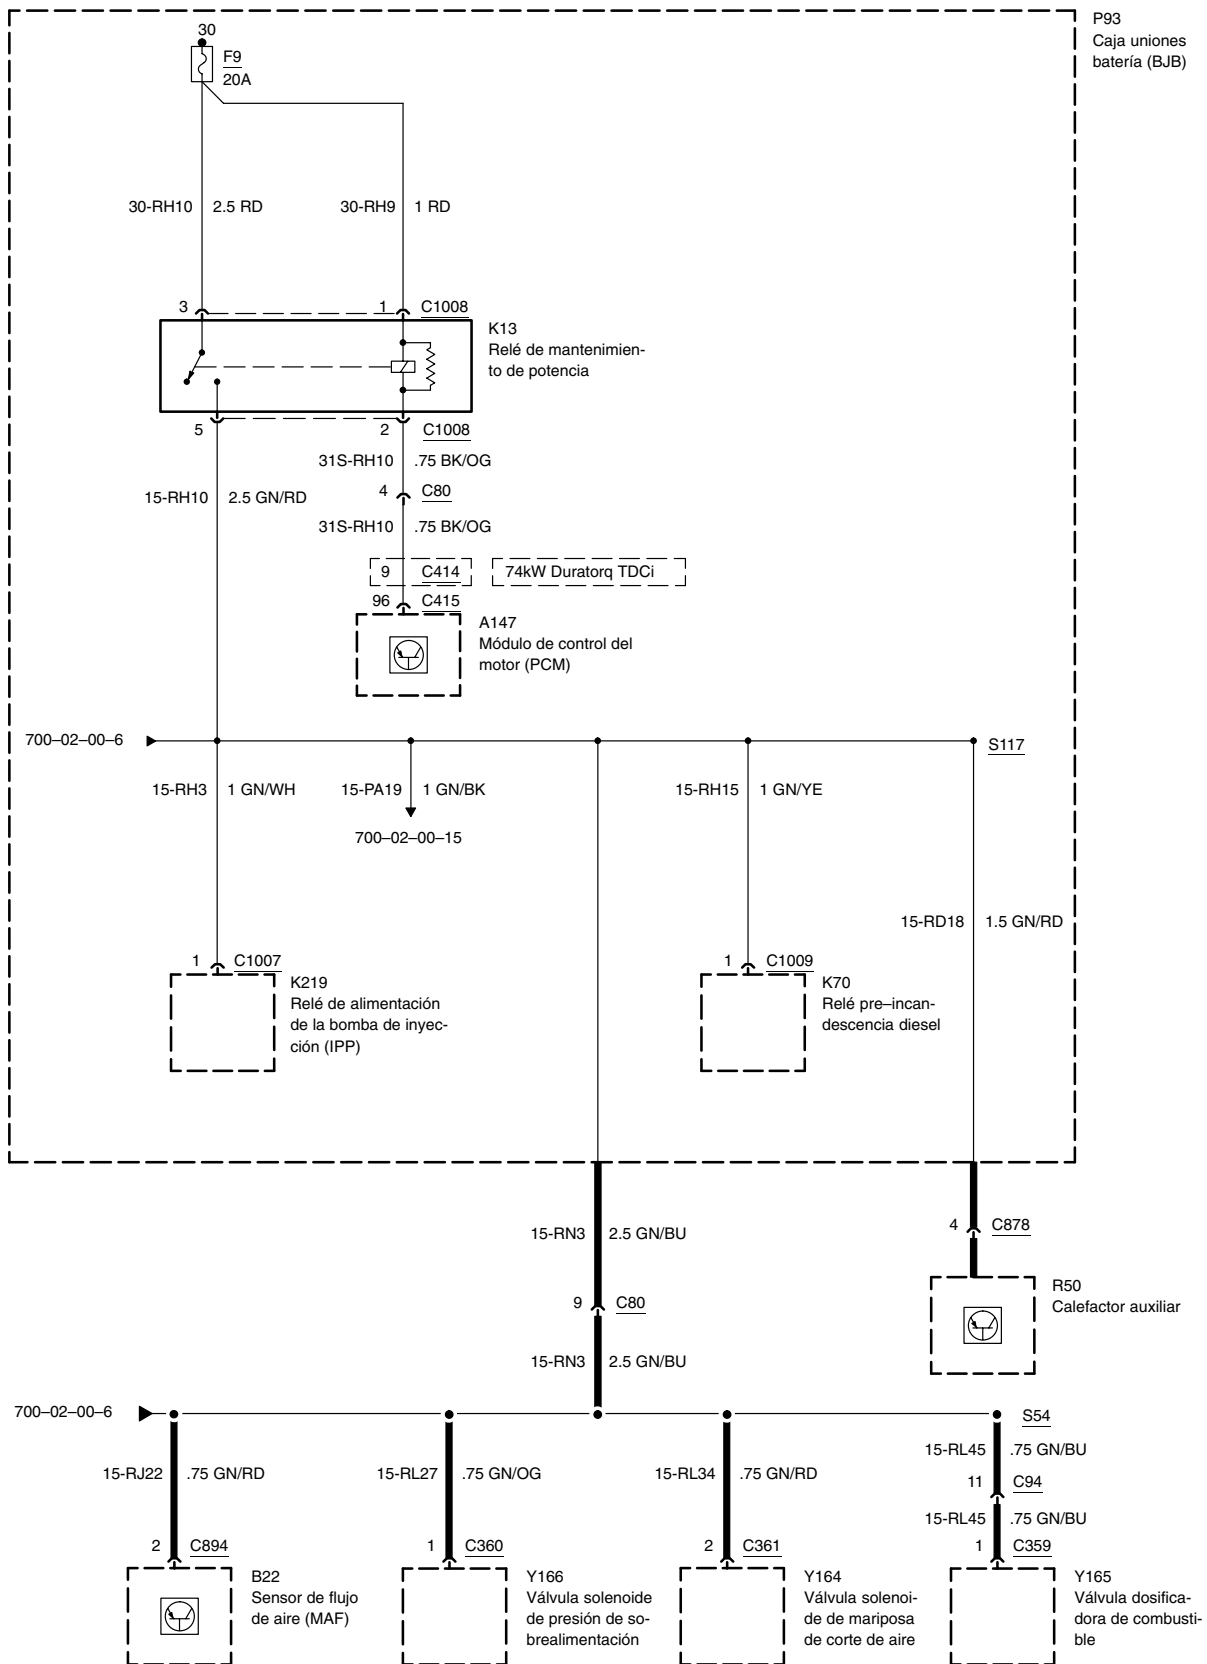 P93
Caja uniones
batería (BJB)
30
F9
20A
30-RH10 2.5 RD
30-RH9 1 RD
3 1 C1008
K13
Relé de mantenimien-
to de potencia
5 2 C1008
31S-RH10 .75 BK/OG
15-RH10 2.5 GN/RD
4 C80
31S-RH10 .75 BK/OG
9 C414 74kW Duratorq TDCi
96 C415
A147
Módulo de control del
motor (PCM)
700–02–00–6
S117
15-RH3 1 GN/WH
15-PA19 1 GN/BK
15-RH15 1 GN/YE
700–02–00–15
15-RD18 1.5 GN/RD
1 C1007
K219
Relé de alimentación
de la bomba de inyec-
ción (IPP)
1 C1009
K70
Relé pre–incan-
descencia diesel
15-RN3 2.5 GN/BU
4 C878
R50
Calefactor auxiliar
9 C80
15-RN3 2.5 GN/BU
700–02–00–6
S54
15-RJ22 .75 GN/RD
15-RL27 .75 GN/OG
15-RL34 .75 GN/RD
15-RL45 .75 GN/BU
11 C94
15-RL45 .75 GN/BU
2 C894
B22
Sensor de flujo
de aire (MAF)
1 C360
Y166
Válvula solenoide
de presión de so-
brealimentación
2 C361
Y164
Válvula solenoi-
de de mariposa
de corte de aire
1 C359
Y165
Válvula dosifica-
dora de combusti-
ble